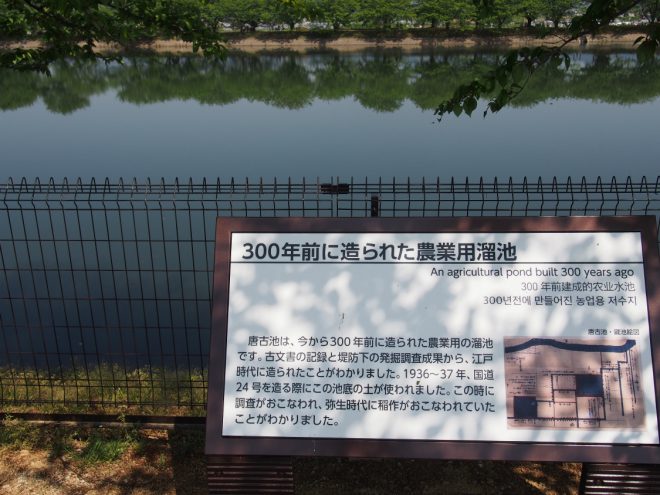 300年前に造られた農業用溜池
An agricultural pond built 300 years ago
300年前建成的农业水池
300년전에 만들어진 농업용 저수지
唐古池は、今から300年前に造られた農業用の溜池
です。古文書の記録と堤防下の発掘調査成果から、江戸
時代に造られたことがわかりました。1936～37年、国道
24号を造る際にこの池底の土が使われました。この時に
調査がおこなわれ、弥生時代に稲作がおこなわれていた
ことがわかりました。
唐古池・